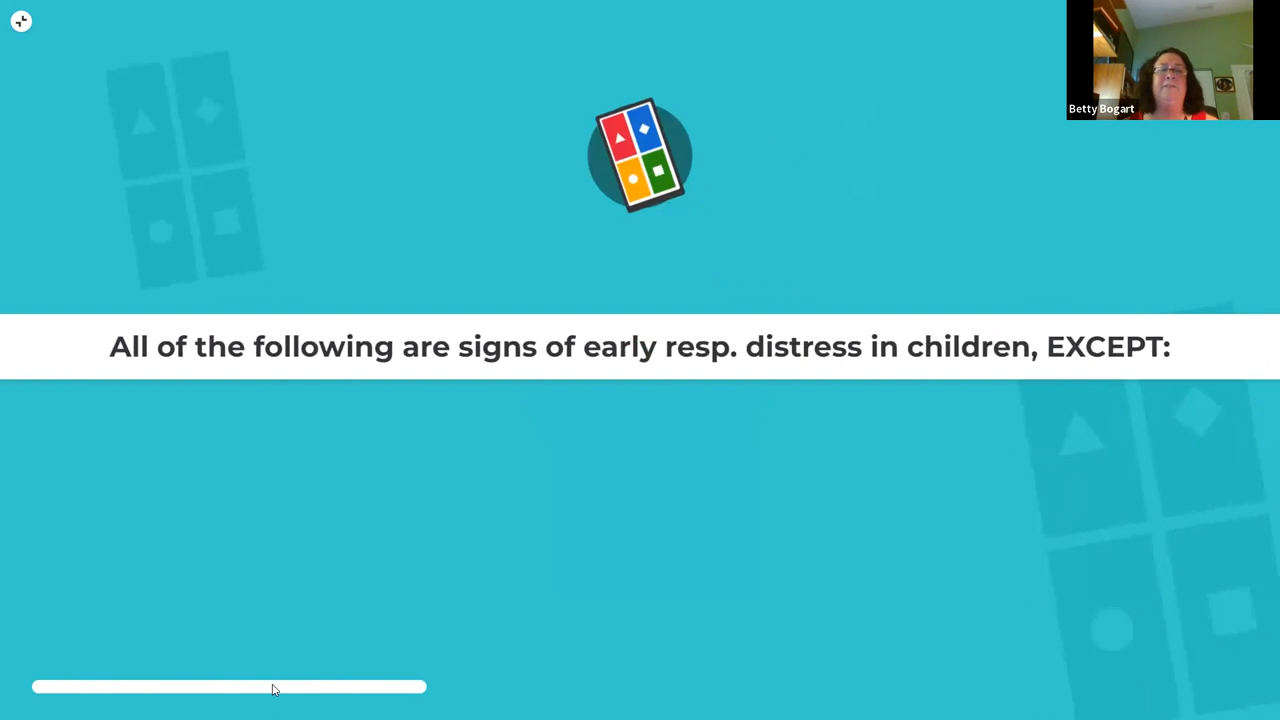 Betty Bogart
All of the following are signs of early resp. distress in children, EXCEPT: